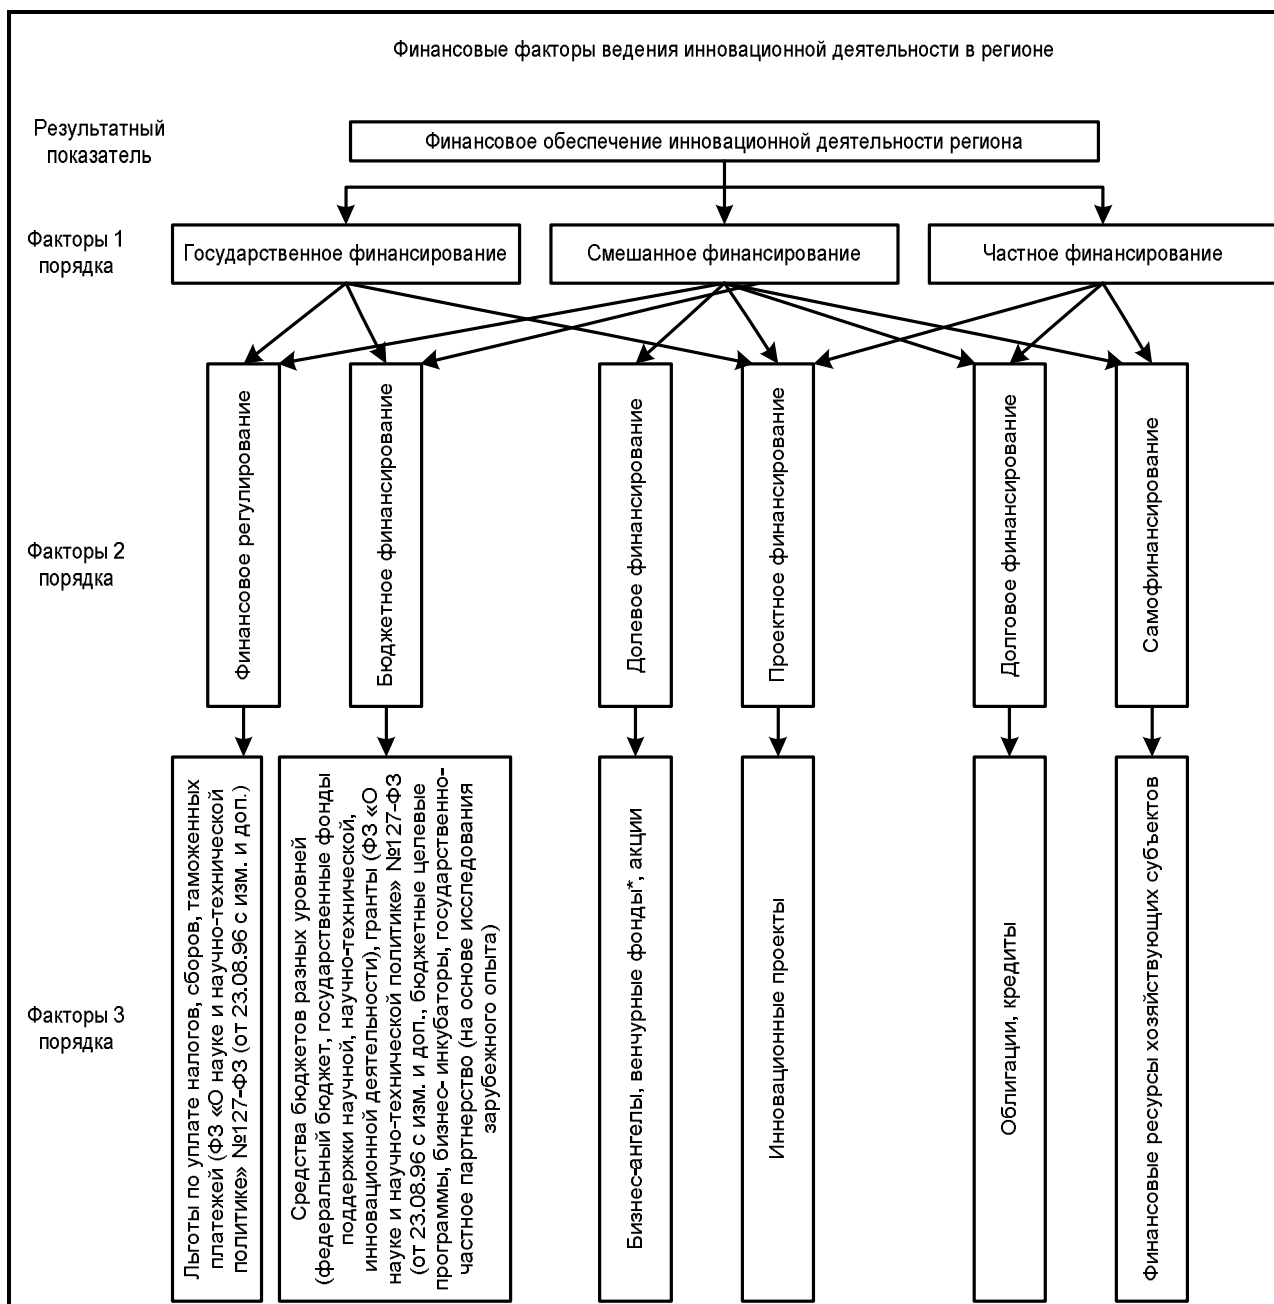 Финансовые факторы ведения инновационной деятельности в регионе
Результатный
показатель
Финансовое обеспечение инновационной деятельности региона
Факторы 1
порядка
Государственное финансирование
Смешанное финансирование
Частное финансирование
Факторы 2
порядка
Финансовое регулирование
Бюджетное финансирование
Долевое финансирование
Проектное финансирование
Долговое финансирование
Самофинансирование
Факторы 3
порядка
Льготы по уплате налогов, сборов, таможенных
платежей (ФЗ «О науке и научно-технической
политике» №127-ФЗ (от 23.08.96 с изм. и доп.)
Средства бюджетов разных уровней
(федеральный бюджет, государственные фонды
поддержки научной, научно-технической,
инновационной деятельности), гранты (ФЗ «О
науке и научно-технической политике» №127-ФЗ
(от 23.08.96 с изм. и доп., бюджетные целевые
программы, бизнес- инкубаторы, государственно-
частное партнерство (на основе исследования
зарубежного опыта)
Бизнес-ангелы, венчурные фонды*, акции
Инновационные проекты
Облигации, кредиты
Финансовые ресурсы хозяйствующих субъектов